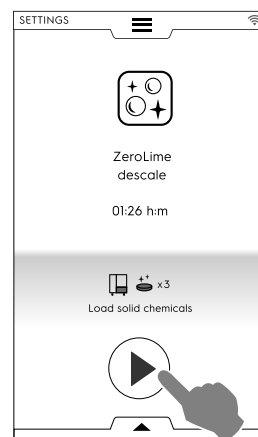 SETTINGS
ZeroLime
descale
01:26 h:m
x3
Load solid chemicals